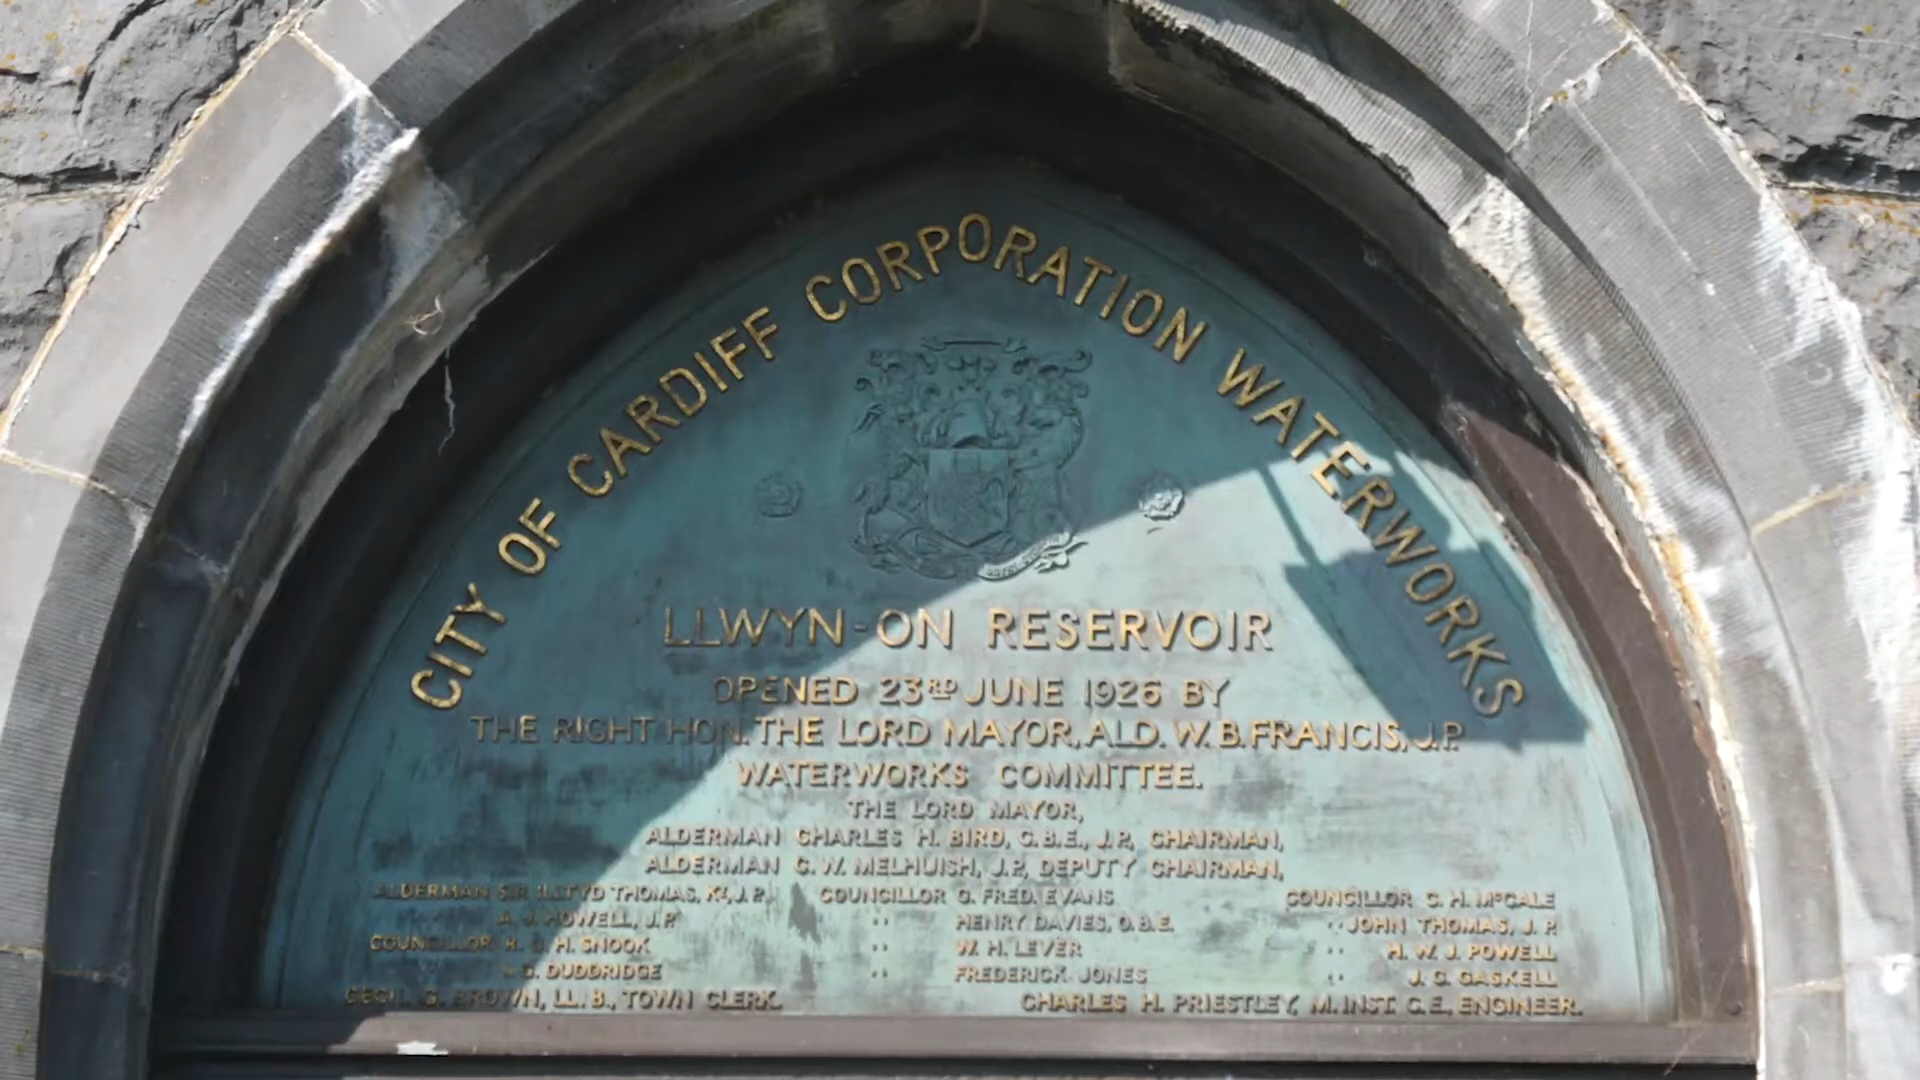 CITY OF CARDIFF CORPORATION WATERWORKS
LLWYN-ON RESERVOIR
OPENED 23RD JUNE 1926 BY
THE RIGHT HON. THE LORD MAYOR, ALD. W. B. FRANCIS, J.P.
WATERWORKS COMMITTEE.
THE LORD MAYOR,
ALDERMAN CHARLES H. BIRD, C.B.E., J.P., CHAIRMAN,
ALDERMAN C. W. MELHUISH, J.P., DEPUTY CHAIRMAN,
ALDERMAN SIR ILLTYD THOMAS, KT, J.P. COUNCILLOR G. FRED. EVANS COUNCILLOR C. H. McCALE
A. J. HOWELL, J.P. ,, HENRY DAVIES, O.B.E. ,, JOHN THOMAS, J.P.
COUNCILLOR R. G. H. SNOOK ,, W. H. LEVER H. W. J. POWELL
DUDDRIDGE ,, FREDERICK JONES ,, J. C. GASKELL
CECIL G. BROWN, LL. B., TOWN CLERK. CHARLES H. PRIESTLEY, M. INST. C.E., ENGINEER.